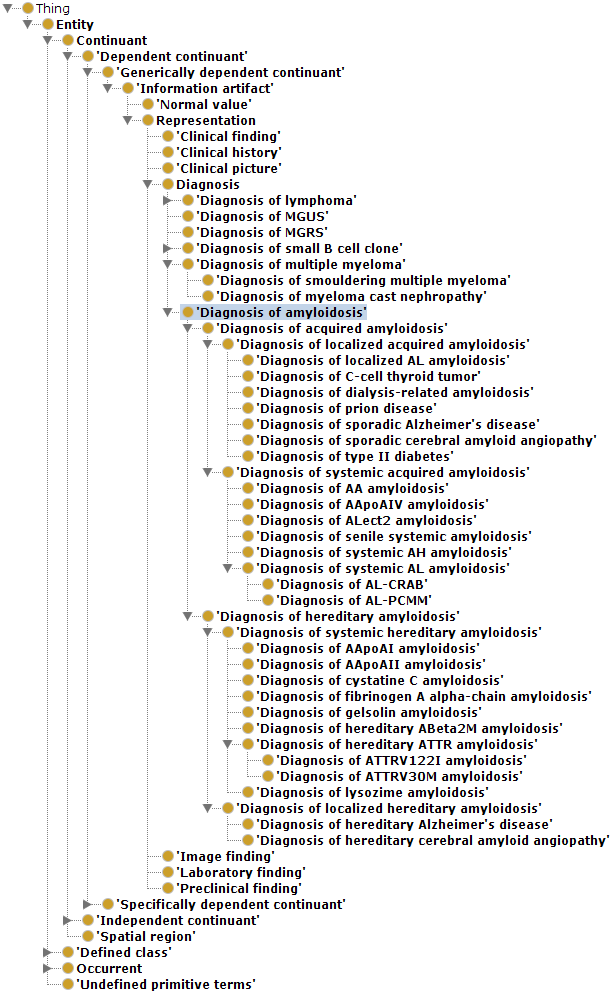 Thing
Entity
Continuant
'Dependent continuant'
'Generically dependent continuant'
'Information artifact'
'Normal value'
Representation
'Clinical finding'
'Clinical history'
'Clinical picture'
Diagnosis
'Diagnosis of lymphoma'
'Diagnosis of MGUS'
'Diagnosis of MGRS'
'Diagnosis of small B cell clone'
'Diagnosis of multiple myeloma'
'Diagnosis of smouldering multiple myeloma'
'Diagnosis of myeloma cast nephropathy'
'Diagnosis of amyloidosis'
'Diagnosis of acquired amyloidosis'
'Diagnosis of localized acquired amyloidosis'
'Diagnosis of localized AL amyloidosis'
'Diagnosis of C-cell thyroid tumor'
'Diagnosis of dialysis-related amyloidosis'
'Diagnosis of prion disease'
'Diagnosis of sporadic Alzheimer's disease'
'Diagnosis of sporadic cerebral amyloid angiopathy'
'Diagnosis of type II diabetes'
'Diagnosis of systemic acquired amyloidosis'
'Diagnosis of AA amyloidosis'
'Diagnosis of AApoAIV amyloidosis'
'Diagnosis of ALect2 amyloidosis'
'Diagnosis of senile systemic amyloidosis'
'Diagnosis of systemic AH amyloidosis'
'Diagnosis of systemic AL amyloidosis'
'Diagnosis of AL-CRAB'
'Diagnosis of AL-PCMM'
'Diagnosis of hereditary amyloidosis'
'Diagnosis of systemic hereditary amyloidosis'
'Diagnosis of AApoAI amyloidosis'
'Diagnosis of AApoAII amyloidosis'
'Diagnosis of cystatine C amyloidosis'
'Diagnosis of fibrinogen A alpha-chain amyloidosis'
'Diagnosis of gelsolin amyloidosis'
'Diagnosis of hereditary ABeta2M amyloidosis'
'Diagnosis of hereditary ATTR amyloidosis'
'Diagnosis of ATTRV122I amyloidosis'
'Diagnosis of ATTRV30M amyloidosis'
'Diagnosis of lysozime amyloidosis'
'Diagnosis of localized hereditary amyloidosis'
'Diagnosis of hereditary Alzheimer's disease'
'Diagnosis of hereditary cerebral amyloid angiopathy'
'Image finding'
'Laboratory finding'
'Preclinical finding'
'Specifically dependent continuant'
'Independent continuant'
'Spatial region'
'Defined class'
Occurrent
'Undefined primitive terms'